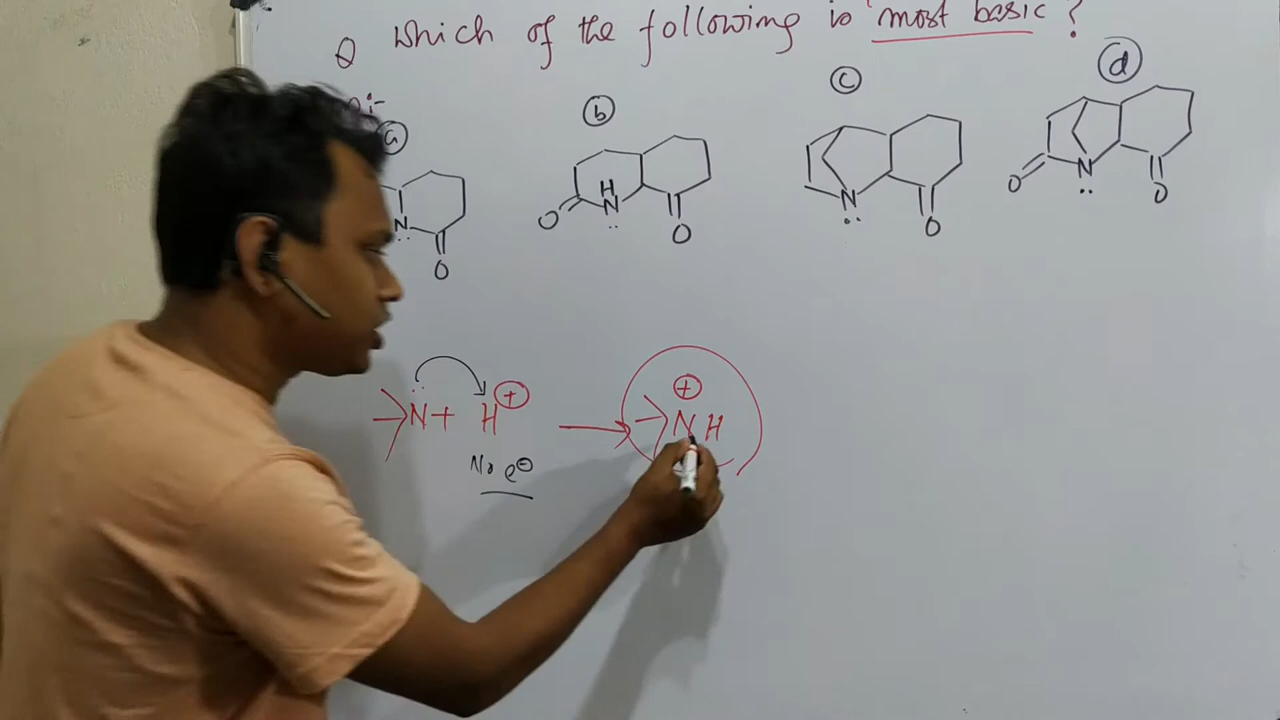 Q Which of the following is most basic ?
a b c d
N O
O H N O
N O
O N O
N + H +
+ N H
No e⊖